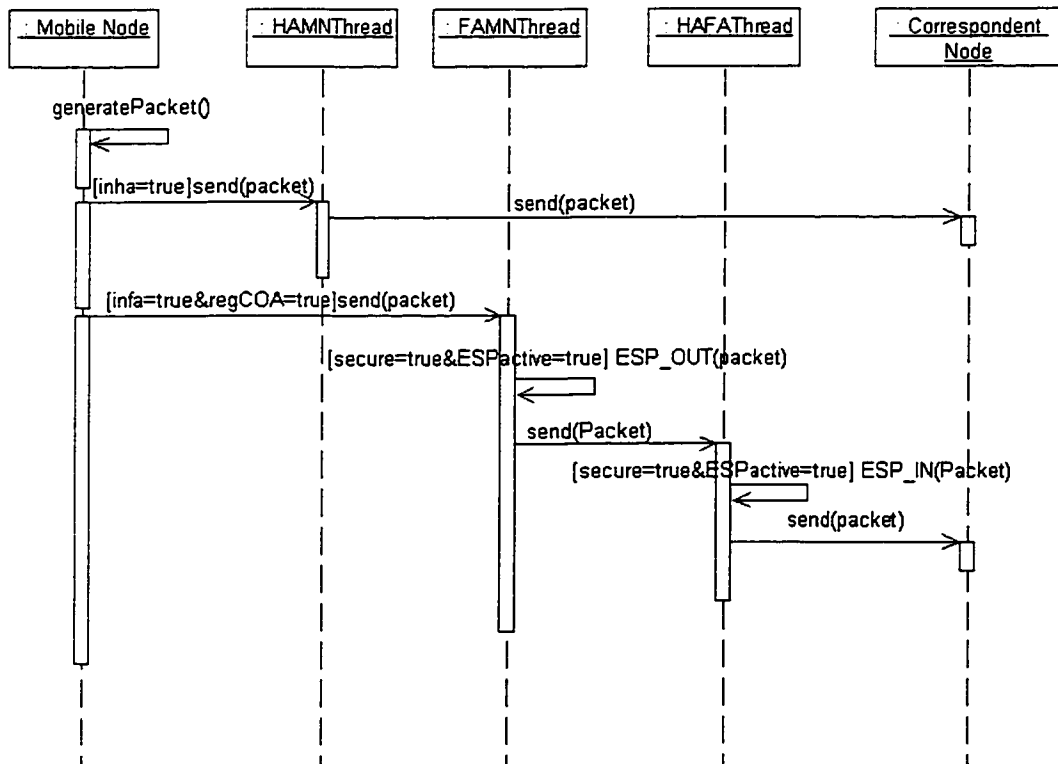 : Mobile Node
: HAMNThread
: FAMNThread
: HAFAThread
: Correspondent
Node
generatePacket()
[inha=true]send(packet)
send(packet)
[infa=true&regCOA=true]send(packet)
[secure=true&ESPactive=true] ESP_OUT(packet)
send(Packet)
[secure=true&ESPactive=true] ESP_IN(Packet)
send(packet)